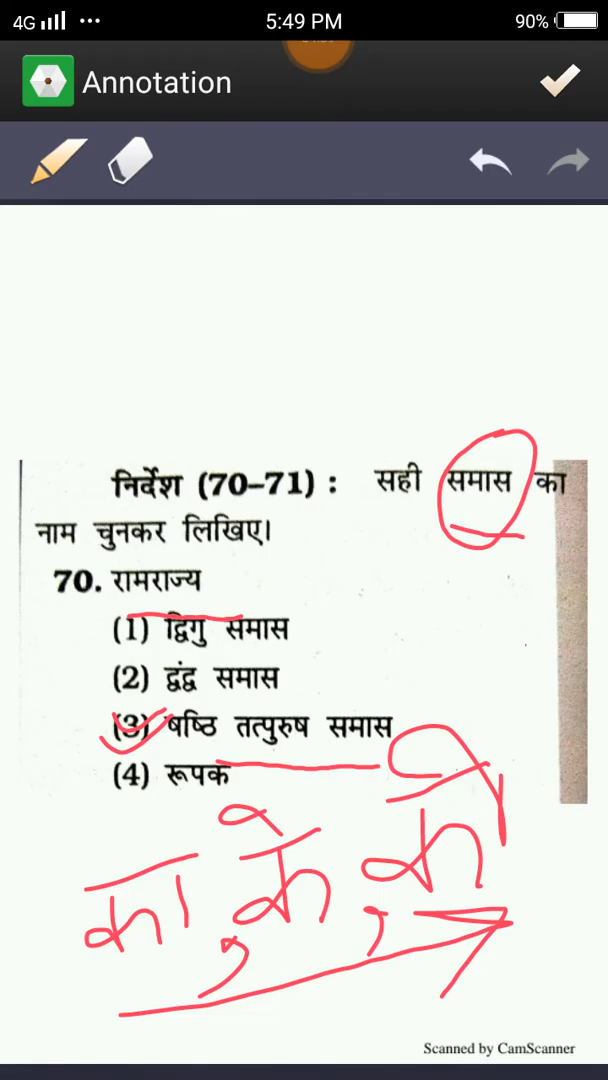 4G 5:49 PM 90%
Annotation
निर्देश (70–71) : सही समास का
नाम चुनकर लिखिए।
70. रामराज्य
(1) द्विगु समास
(2) द्वंद्व समास
(3) षष्ठि तत्पुरुष समास
(4) रूपक
का, के, की
Scanned by CamScanner